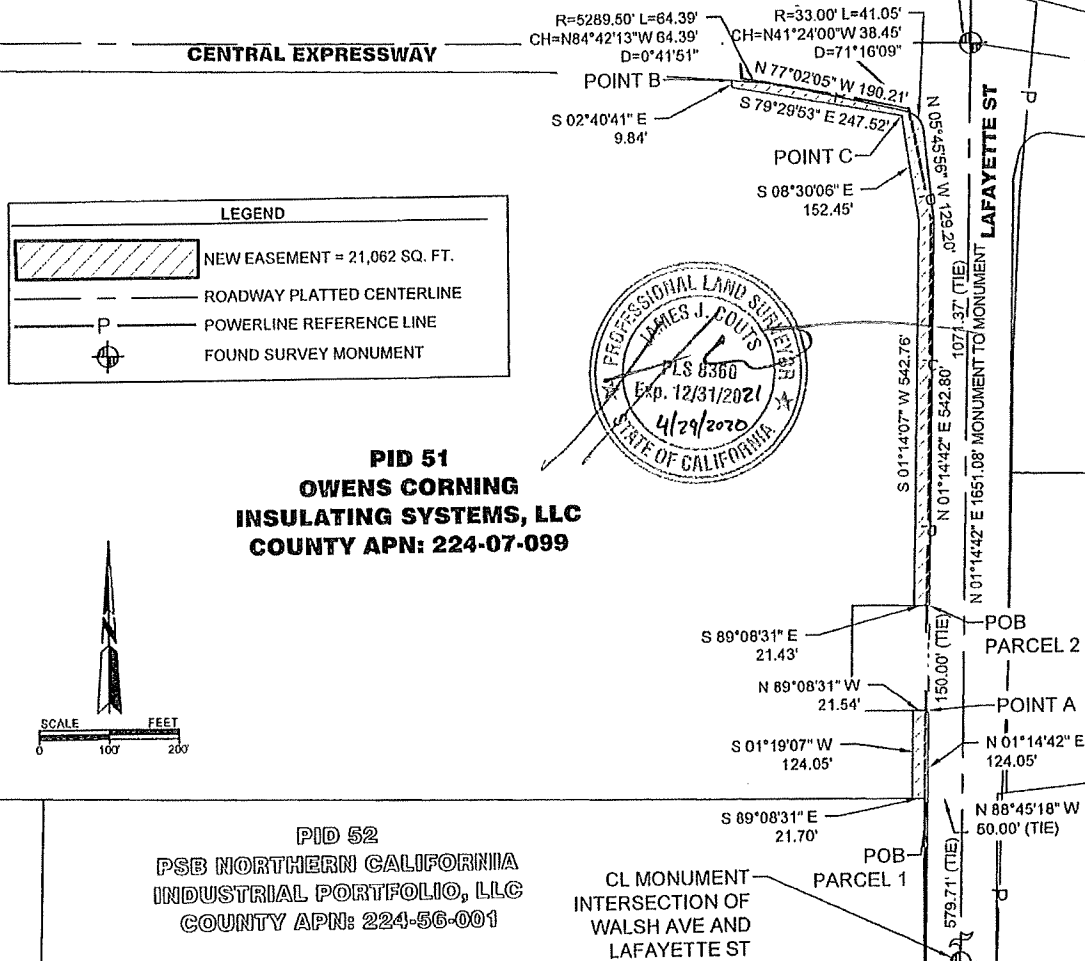 R=5289.50' L=64.39'
CH=N84°42'13"W 64.39'
D=0°41'51"
R=33.00' L=41.05'
CH=N41°24'00"W 38.45'
D=71°16'09"
CENTRAL EXPRESSWAY
POINT B
N 77°02'05" W 190.21'
S 79°29'53" E 247.52'
S 02°40'41" E
9.84'
POINT C
S 08°30'06" E
152.45'
N 05°45'56" W 129.20'
LAFAYETTE ST
P
LEGEND
NEW EASEMENT = 21,062 SQ. FT.
ROADWAY PLATTED CENTERLINE
P
POWERLINE REFERENCE LINE
FOUND SURVEY MONUMENT
PROFESSIONAL LAND SURVEYOR
JAMES J. COUTS
PLS 8360
Exp. 12/31/2021
4/29/2020
STATE OF CALIFORNIA
S 01°14'07" W 542.76'
N 01°14'42" E 542.80'
1071.37' (TIE)
N 01°14'42" E 1651.08' MONUMENT TO MONUMENT
PID 51
OWENS CORNING
INSULATING SYSTEMS, LLC
COUNTY APN: 224-07-099
N
SCALE FEET
0 100' 200'
S 89°08'31" E
21.43'
POB
PARCEL 2
150.00' (TIE)
N 89°08'31" W
21.54'
POINT A
S 01°19'07" W
124.05'
N 01°14'42" E
124.05'
S 89°08'31" E
21.70'
N 88°45'18" W
60.00' (TIE)
POB
PARCEL 1
579.71' (TIE)
P
PID 52
PSB NORTHERN CALIFORNIA
INDUSTRIAL PORTFOLIO, LLC
COUNTY APN: 224-56-001
CL MONUMENT
INTERSECTION OF
WALSH AVE AND
LAFAYETTE ST